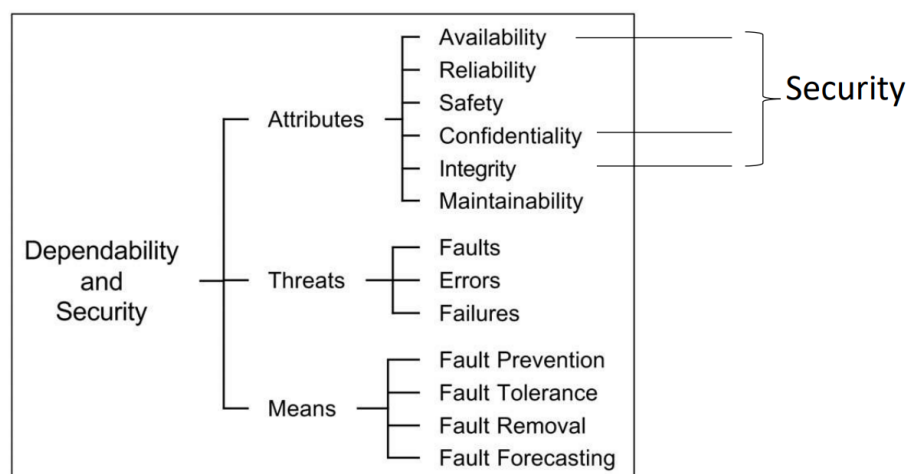 Availability
Reliability
Safety
Confidentiality
Integrity
Maintainability
Security
Attributes
Dependability
and
Security
Threats
Faults
Errors
Failures
Means
Fault Prevention
Fault Tolerance
Fault Removal
Fault Forecasting